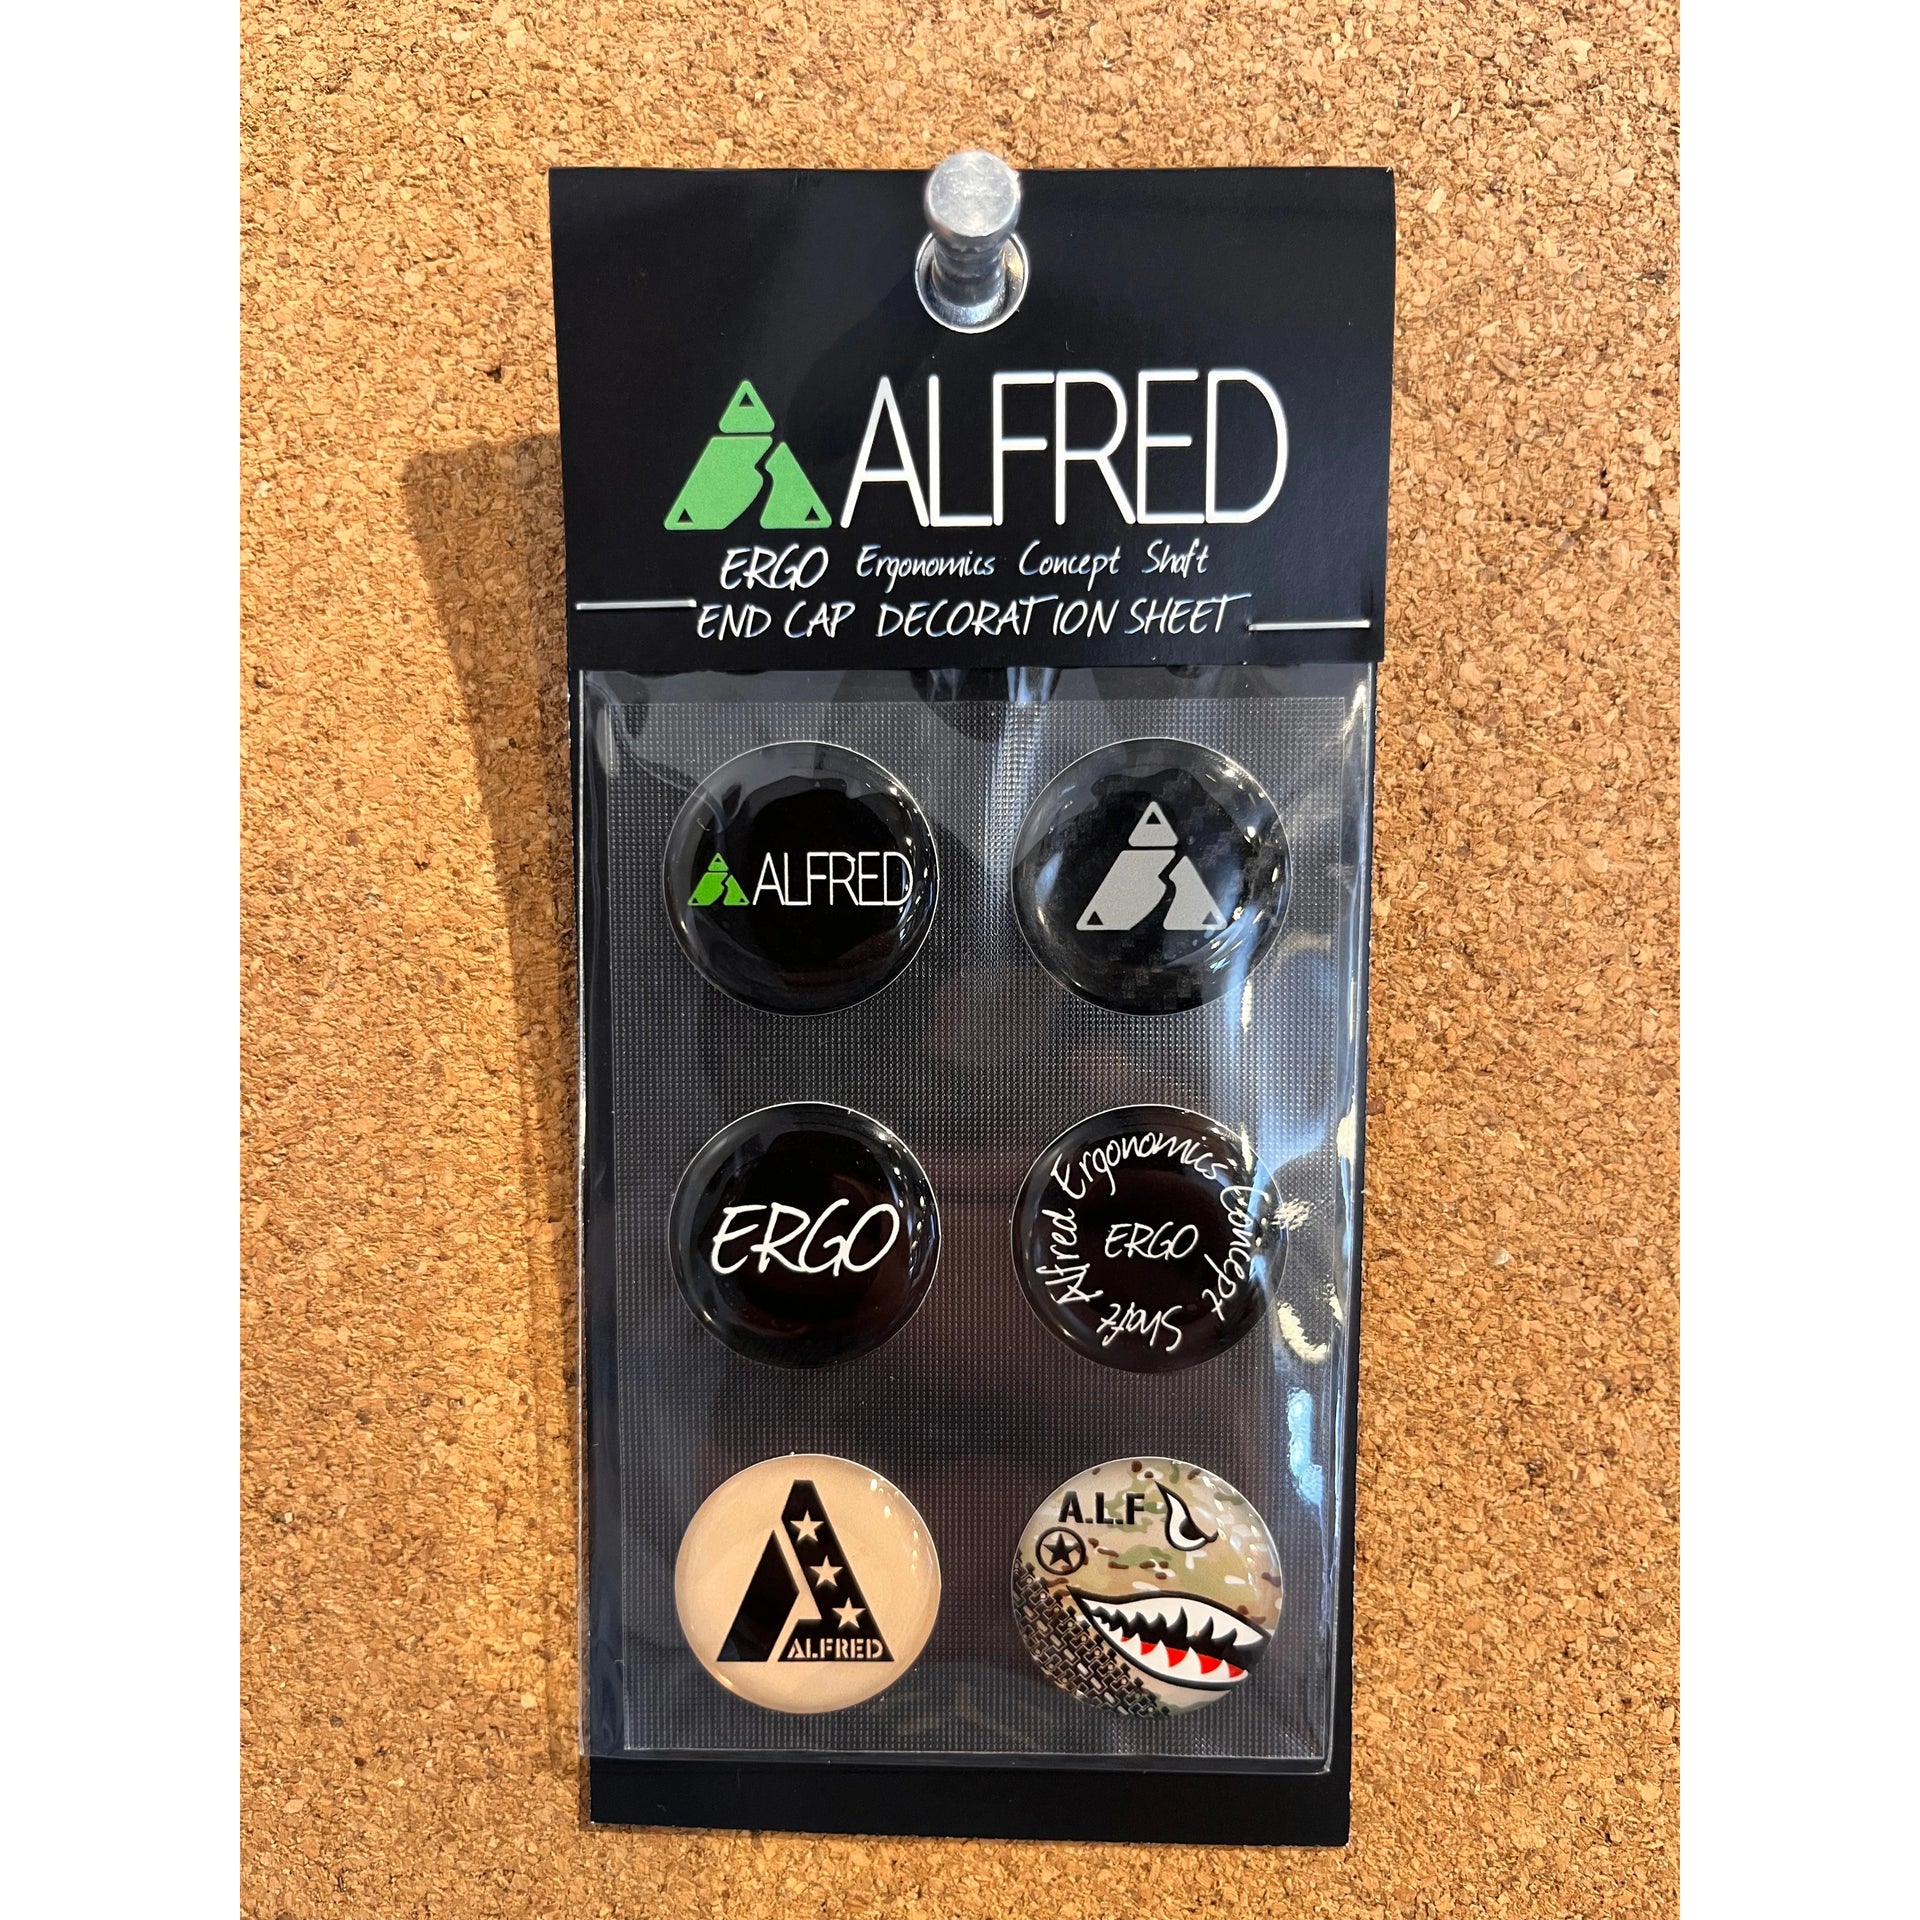 ALFRED
ERGO Ergonomics Concept Shaft
END CAP DECORATION SHEET
ALFRED
ERGO
Alfred Ergonomics Concept Shaft
ERGO
ALFRED
A.L.F